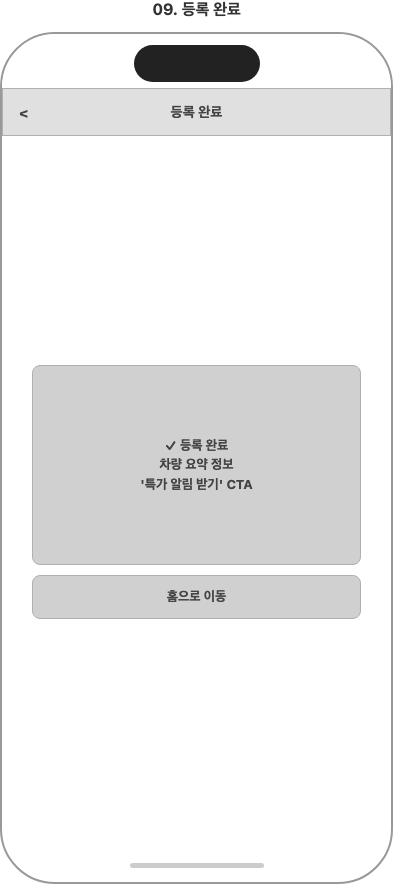 09. 등록 완료
< 등록 완료
✓ 등록 완료
차량 요약 정보
'특가 알림 받기' CTA
홈으로 이동